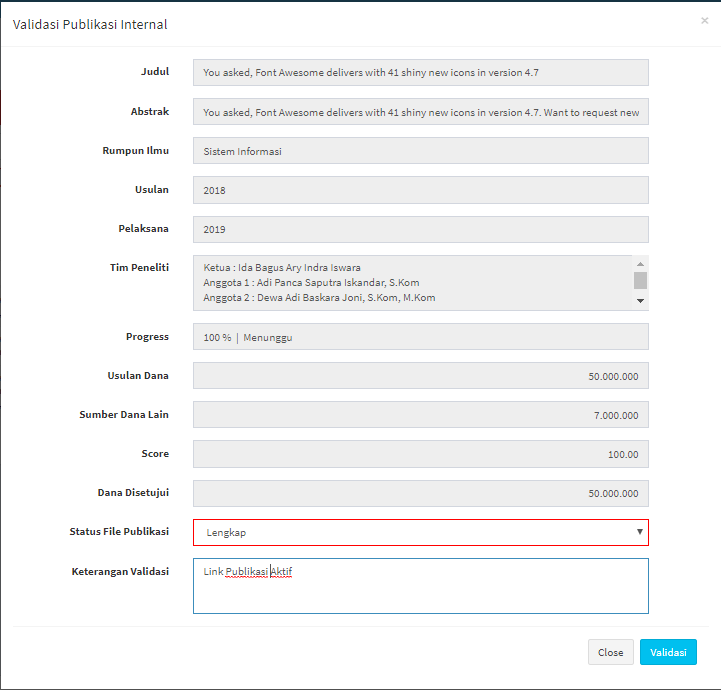 Validasi Publikasi Internal
×
Judul
You asked, Font Awesome delivers with 41 shiny new icons in version 4.7
Abstrak
You asked, Font Awesome delivers with 41 shiny new icons in version 4.7. Want to request new
Rumpun Ilmu
Sistem Informasi
Usulan
2018
Pelaksana
2019
Tim Peneliti
Ketua : Ida Bagus Ary Indra Iswara
Anggota 1 : Adi Panca Saputra Iskandar, S.Kom
Anggota 2 : Dewa Adi Baskara Joni, S.Kom, M.Kom
Progress
100 % | Menunggu
Usulan Dana
50.000.000
Sumber Dana Lain
7.000.000
Score
100.00
Dana Disetujui
50.000.000
Status File Publikasi
Lengkap
Keterangan Validasi
Link Publikasi Aktif
Close
Validasi